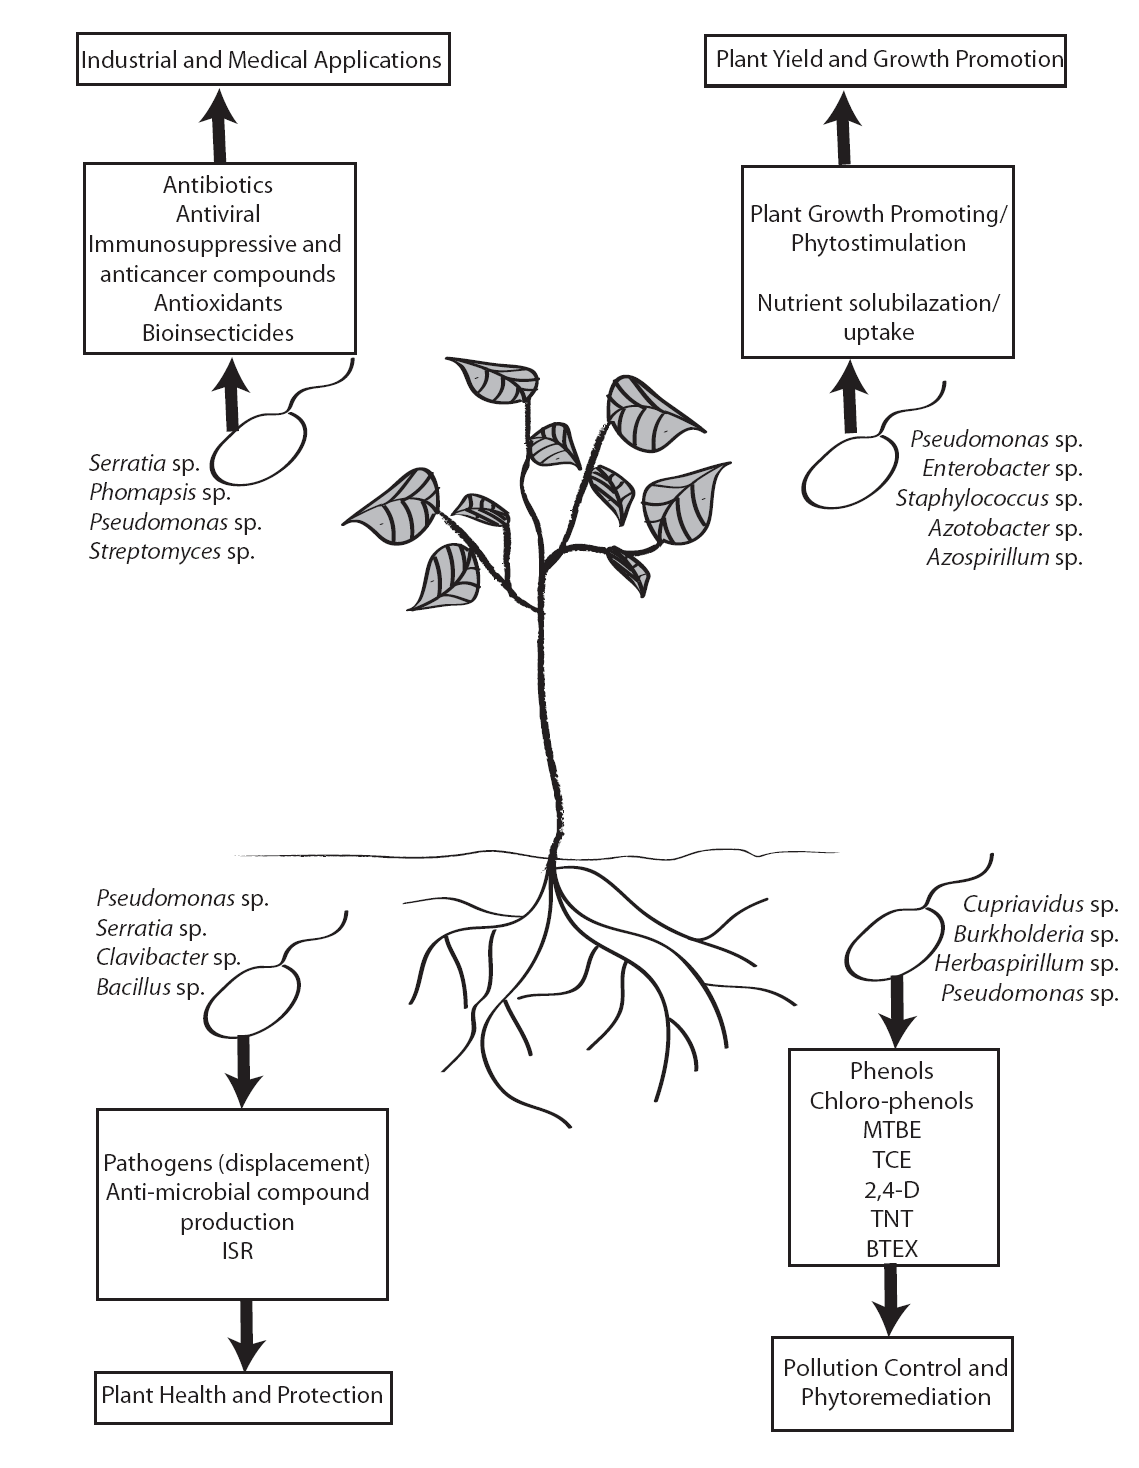 Industrial and Medical Applications
Antibiotics
Antiviral
Immunosuppressive and
anticancer compounds
Antioxidants
Bioinsecticides
Serratia sp.
Phomapsis sp.
Pseudomonas sp.
Streptomyces sp.
Plant Yield and Growth Promotion
Plant Growth Promoting/
Phytostimulation
Nutrient solubilazation/
uptake
Pseudomonas sp.
Enterobacter sp.
Staphylococcus sp.
Azotobacter sp.
Azospirillum sp.
Pseudomonas sp.
Serratia sp.
Clavibacter sp.
Bacillus sp.
Pathogens (displacement)
Anti-microbial compound
production
ISR
Plant Health and Protection
Cupriavidus sp.
Burkholderia sp.
Herbaspirillum sp.
Pseudomonas sp.
Phenols
Chloro-phenols
MTBE
TCE
2,4-D
TNT
BTEX
Pollution Control and
Phytoremediation